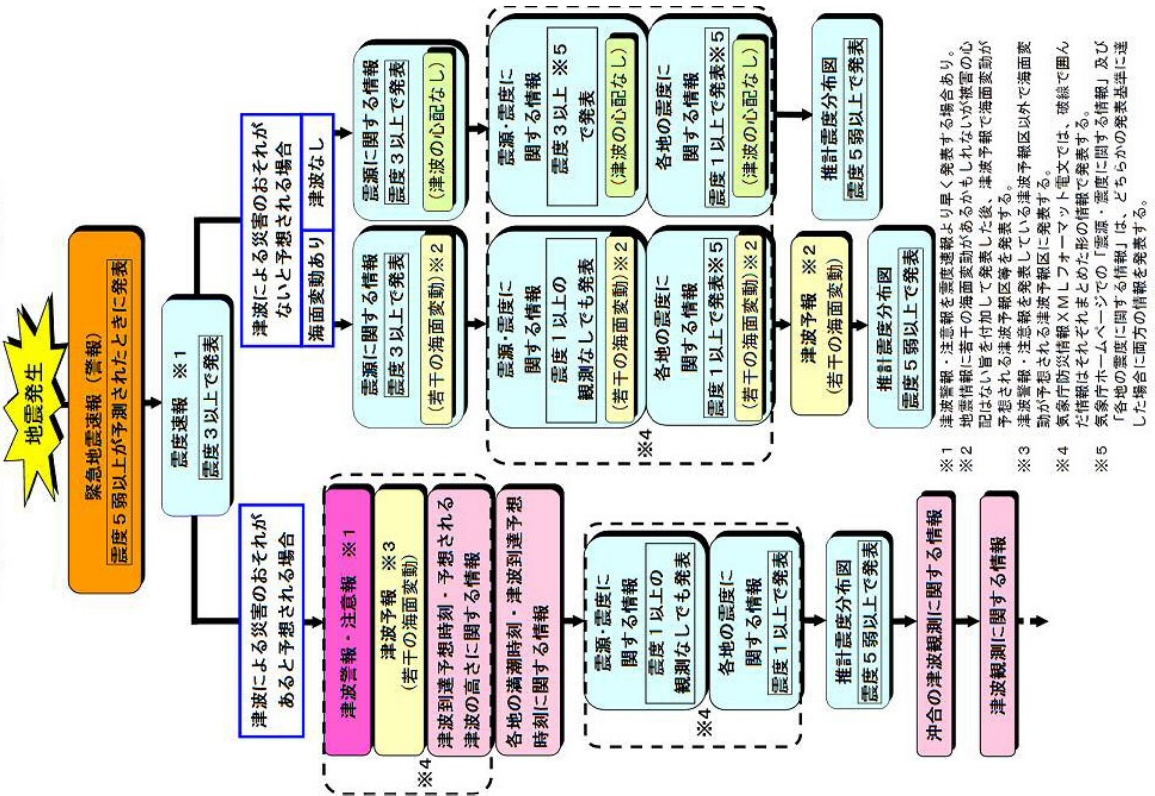 地震発生
緊急地震速報（警報）
震度５弱以上が予測されたときに発表
震度速報　※１
震度３以上で発表
津波による災害のおそれが
あると予想される場合
津波警報・注意報　※１
津波予報　※３
（若干の海面変動）
津波到達予想時刻・予想される
津波の高さに関する情報
※４
各地の満潮時刻・津波到達予想
時刻に関する情報
震源・震度に
関する情報
震度１以上の
観測なしでも発表
各地の震度に
関する情報
震度１以上で発表
※４
推計震度分布図
震度５弱以上で発表
沖合の津波観測に関する情報
津波観測に関する情報
津波による災害のおそれが
ないと予想される場合
海面変動あり
津波なし
震源に関する情報
震度３以上で発表
（若干の海面変動）※２
震源・震度に
関する情報
震度１以上の
観測なしでも発表
（若干の海面変動）※２
各地の震度に
関する情報
震度１以上で発表※５
（若干の海面変動）※２
※４
津波予報　※２
（若干の海面変動）
推計震度分布図
震度５弱以上で発表
震源に関する情報
震度３以上で発表
（津波の心配なし）
震源・震度に
関する情報
震度３以上　※５
で発表
（津波の心配なし）
各地の震度に
関する情報
震度１以上で発表※５
（津波の心配なし）
推計震度分布図
震度５弱以上で発表
※１　津波警報・注意報を震度速報より早く発表する場合あり。
※２　地震情報に若干の海面変動があるかもしれないが被害の心
配はない旨を付加して発表した後、津波予報で海面変動が
予想される津波予報区等を発表する。
※３　津波警報・注意報を発表している津波予報区以外で海面変
動が予想される津波予報区に発表する。
※４　気象庁防災情報ＸＭＬフォーマット電文では、破線で囲ん
だ情報はそれぞれまとめた形の情報で発表する。
※５　気象庁ホームページでの「震源・震度に関する情報」及び
「各地の震度に関する情報」は、どちらかの発表基準に達
した場合に両方の情報を発表する。